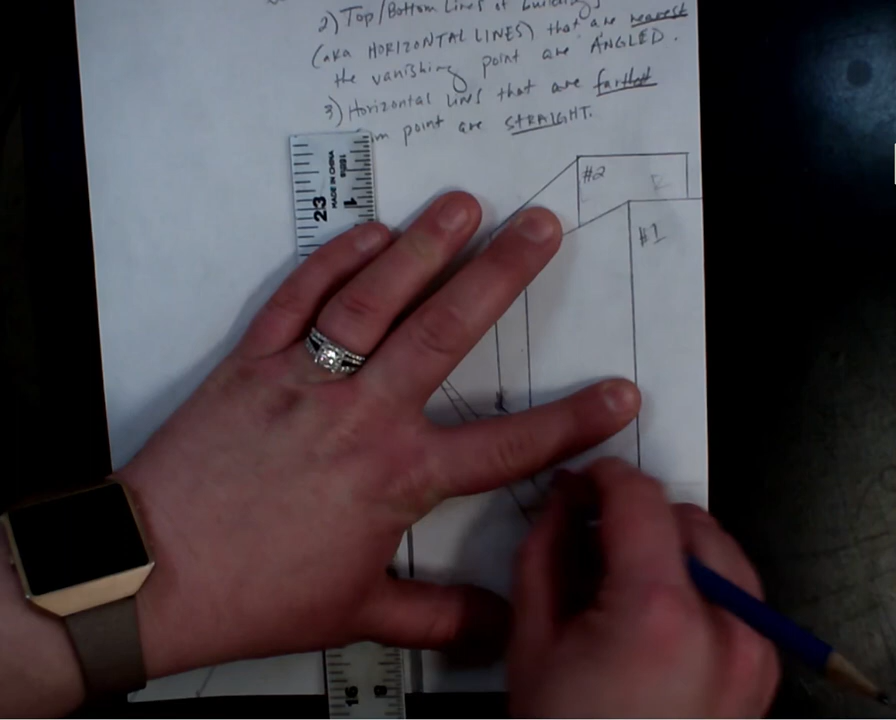 2) Top/Bottom Lines of buildings
(aka HORIZONTAL LINES) that are nearest
the vanishing point are ANGLED.
3) Horizontal Lines that are farthest
point are STRAIGHT.
MADE IN CHINA
23
1
#2
#1
16